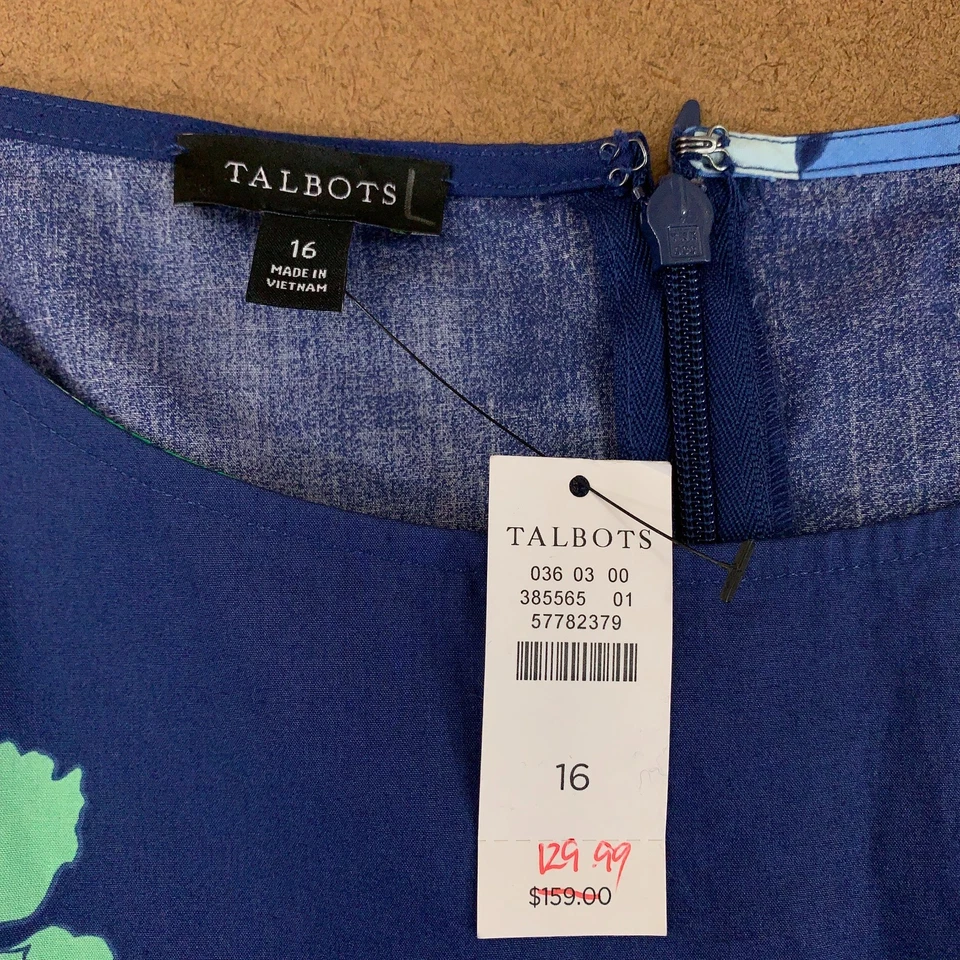 TALBOTS
16
MADE IN
VIETNAM
TALBOTS
036 03 00
385565 01
57782379
16
129.99
$159.00